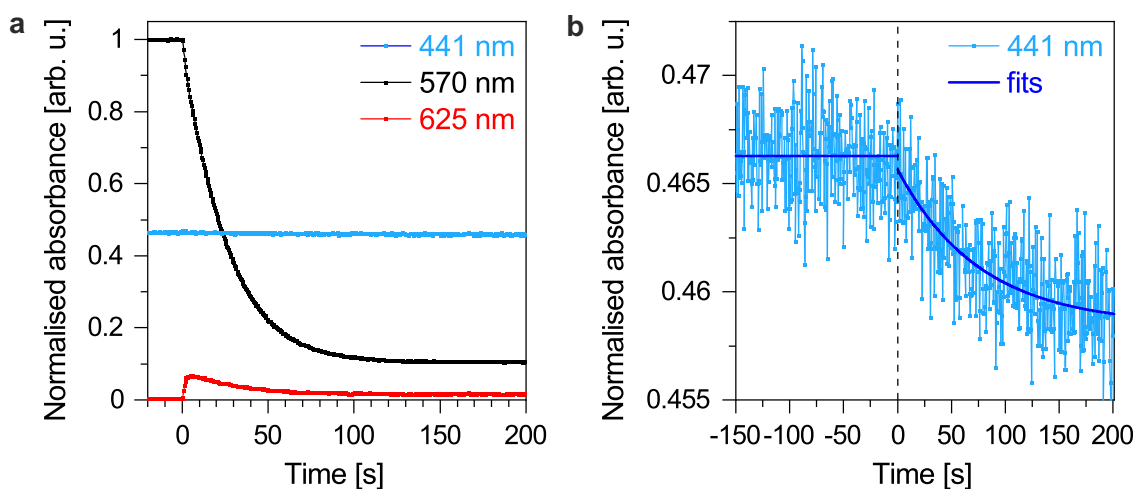 a
Normalised absorbance [arb. u.]
1
0.8
0.6
0.4
0.2
0
441 nm
570 nm
625 nm
0 50 100 150 200
Time [s]
b
Normalised absorbance [arb. u.]
0.47
0.465
0.46
0.455
441 nm
fits
-150 -100 -50 0 50 100 150 200
Time [s]